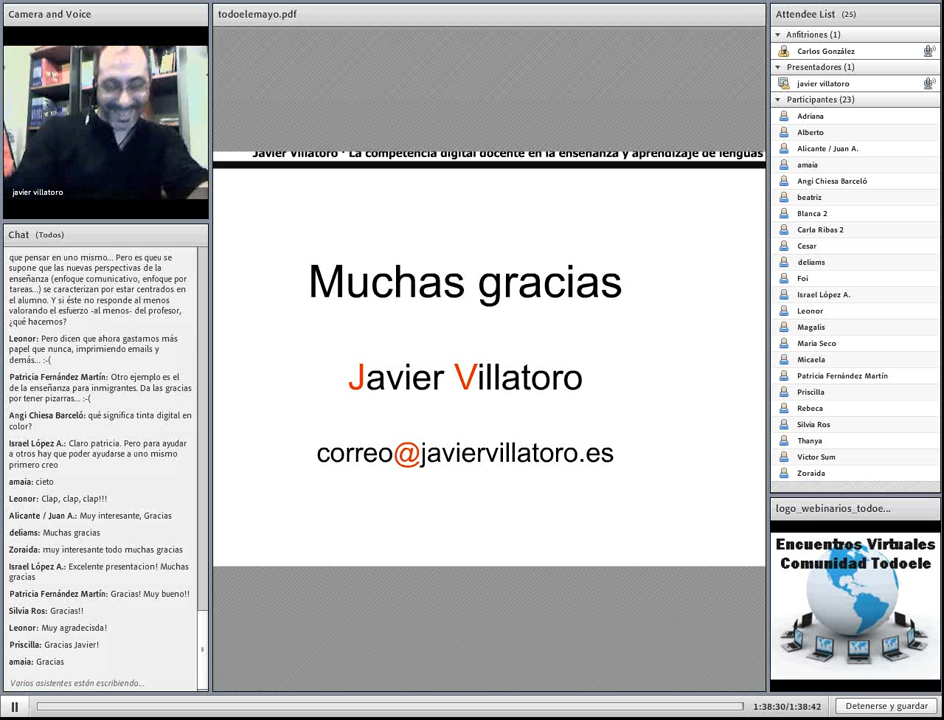 Camera and Voice
javier villatoro
Chat (Todos)
que pensar en uno mismo... Pero es queu se
supone que las nuevas perspectivas de la
enseñanza (enfoque comunicativo, enfoque por
tareas...) se caracterizan por estar centrados en
el alumno. Y si éste no responde al menos
valorando el esfuerzo -al menos- del profesor,
¿qué hacemos?
Leonor: Pero dicen que ahora gastamos más
papel que nunca, imprimiendo emails y
demás... :-(
Patricia Fernández Martín: Otro ejemplo es el
de la enseñanza para inmigrantes. Da las gracias
por tener pizarras... :-(
Angi Chiesa Barceló: qué significa tinta digital en
color?
Israel López A.: Claro patricia. Pero para ayudar
a otros hay que poder ayudarse a uno mismo
primero creo
amaia: cieto
Leonor: Clap, clap, clap!!!
Alicante / Juan A.: Muy interesante, Gracias
deliams: Muchas gracias
Zoraida: muy interesante todo muchas gracias
Israel López A.: Excelente presentacion! Muchas
gracias
Patricia Fernández Martín: Gracias! Muy bueno!!
Silvia Ros: Gracias!!
Leonor: Muy agradecisda!
Priscilla: Gracias Javier!
amaia: Gracias
Varios asistentes están escribiendo...
todoelemayo.pdf
Javier Villatoro * La competencia digital docente en la enseñanza y aprendizaje de lenguas
Muchas gracias
Javier Villatoro
correo@javiervillatoro.es
Attendee List (25)
Anfitriones (1)
Carlos González
Presentadores (1)
javier villatoro
Participantes (23)
Adriana
Alberto
Alicante / Juan A.
amaia
Angi Chiesa Barceló
beatriz
Blanca 2
Carla Ribas 2
Cesar
deliams
Foi
Israel López A.
Leonor
Magalis
Maria Seco
Micaela
Patricia Fernández Martín
Priscilla
Rebeca
Silvia Ros
Thanya
Victor Sum
Zoraida
logo_webinarios_todoe...
Encuentros Virtuales
Comunidad Todoele
1:38:30/1:38:42
Detenerse y guardar